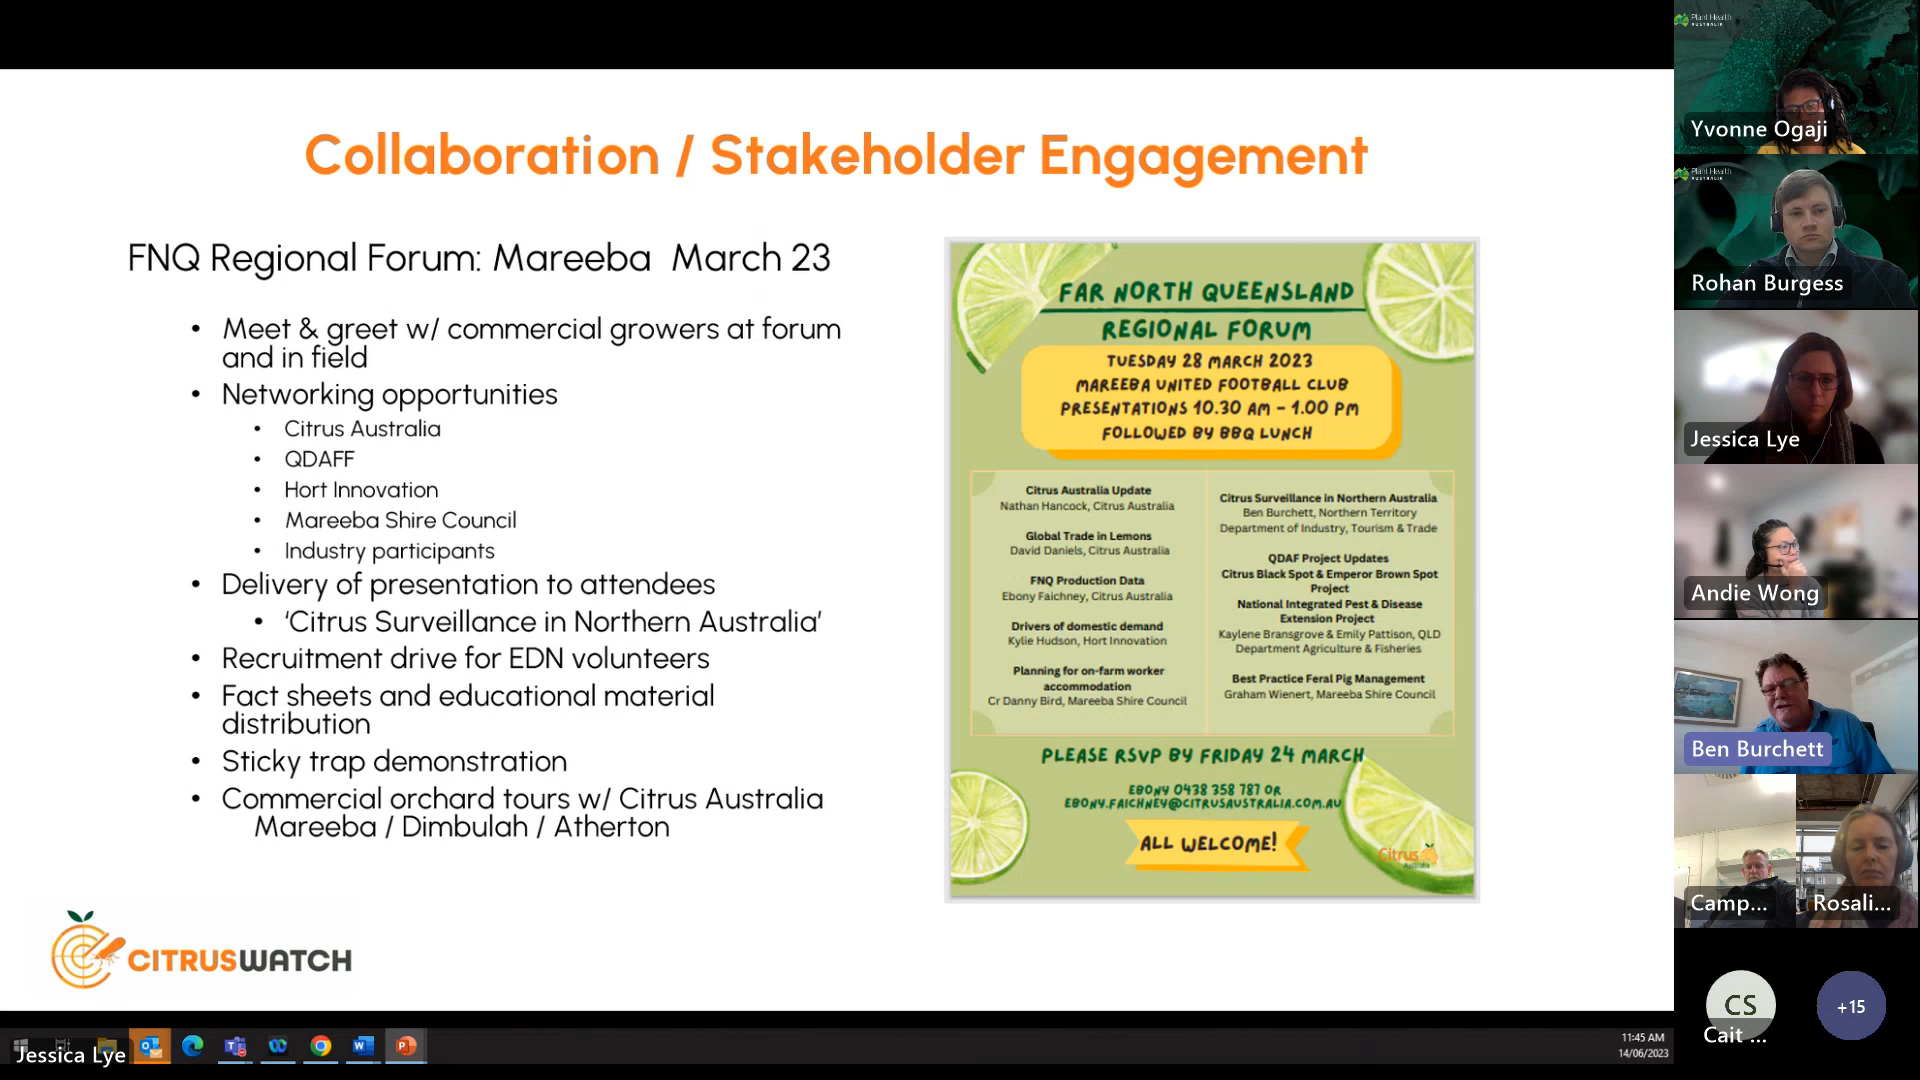 Collaboration / Stakeholder Engagement
FNQ Regional Forum: Mareeba March 23
• Meet & greet w/ commercial growers at forum
and in field
• Networking opportunities
• Citrus Australia
• QDAFF
• Hort Innovation
• Mareeba Shire Council
• Industry participants
• Delivery of presentation to attendees
• ‘Citrus Surveillance in Northern Australia’
• Recruitment drive for EDN volunteers
• Fact sheets and educational material
distribution
• Sticky trap demonstration
• Commercial orchard tours w/ Citrus Australia
Mareeba / Dimbulah / Atherton
CITRUSWATCH
FAR NORTH QUEENSLAND
REGIONAL FORUM
TUESDAY 28 MARCH 2023
MAREEBA UNITED FOOTBALL CLUB
PRESENTATIONS 10.30 AM - 1.00 PM
FOLLOWED BY BBQ LUNCH
Citrus Australia Update
Nathan Hancock, Citrus Australia
Global Trade in Lemons
David Daniels, Citrus Australia
FNQ Production Data
Ebony Faichney, Citrus Australia
Drivers of domestic demand
Kylie Hudson, Hort Innovation
Planning for on-farm worker
accommodation
Cr Danny Bird, Mareeba Shire Council
Citrus Surveillance in Northern Australia
Ben Burchett, Northern Territory
Department of Industry, Tourism & Trade
QDAF Project Updates
Citrus Black Spot & Emperor Brown Spot
Project
National Integrated Pest & Disease
Extension Project
Kaylene Bransgrove & Emily Pattison, QLD
Department Agriculture & Fisheries
Best Practice Feral Pig Management
Graham Wienert, Mareeba Shire Council
PLEASE RSVP BY FRIDAY 24 MARCH
EBONY 0438 358 787 OR
EBONY.FAICHNEY@CITRUSAUSTRALIA.COM.AU
ALL WELCOME!
Citrus
Australia
Plant Health
AUSTRALIA
Yvonne Ogaji
Plant Health
AUSTRALIA
Rohan Burgess
Jessica Lye
Andie Wong
Ben Burchett
Camp...
Rosali...
CS
Cait ...
+15
Jessica Lye
11:45 AM
14/06/2023